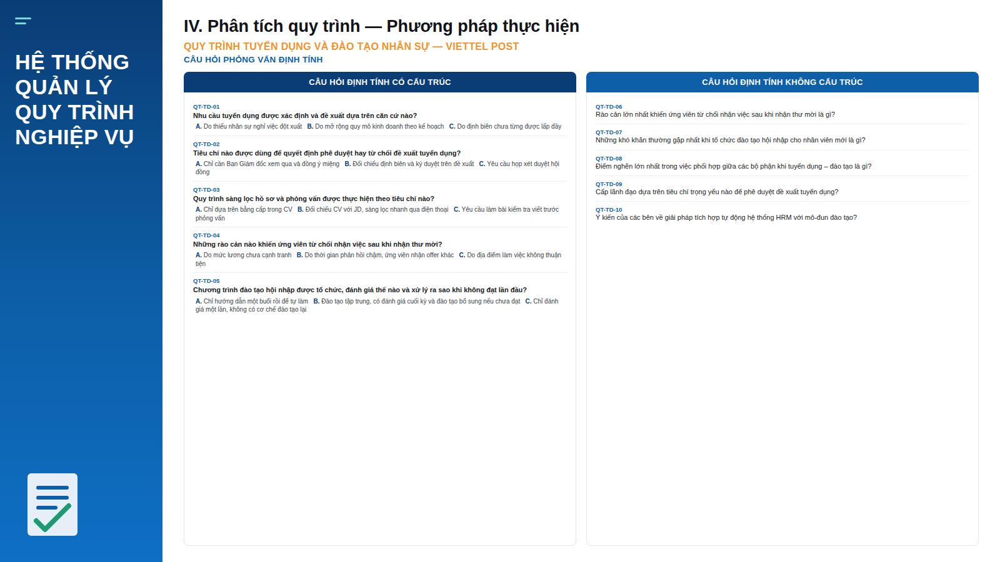 HỆ THỐNG
QUẢN LÝ
QUY TRÌNH
NGHIỆP VỤ
IV. Phân tích quy trình — Phương pháp thực hiện
QUY TRÌNH TUYỂN DỤNG VÀ ĐÀO TẠO NHÂN SỰ — VIETTEL POST
CÂU HỎI PHỎNG VẤN ĐỊNH TÍNH
CÂU HỎI ĐỊNH TÍNH CÓ CẤU TRÚC
QT-TD-01
Nhu cầu tuyển dụng được xác định và đề xuất dựa trên căn cứ nào?
A. Do thiếu nhân sự nghỉ việc đột xuất B. Do mở rộng quy mô kinh doanh theo kế hoạch C. Do định biên chưa từng được lấp đầy
QT-TD-02
Tiêu chí nào được dùng để quyết định phê duyệt hay từ chối đề xuất tuyển dụng?
A. Chỉ cần Ban Giám đốc xem qua và đồng ý miệng B. Đối chiếu định biên và ký duyệt trên đề xuất C. Yêu cầu họp xét duyệt hội
đồng
QT-TD-03
Quy trình sàng lọc hồ sơ và phỏng vấn được thực hiện theo tiêu chí nào?
A. Chỉ dựa trên bằng cấp trong CV B. Đối chiếu CV với JD, sàng lọc nhanh qua điện thoại C. Yêu cầu làm bài kiểm tra viết trước
phỏng vấn
QT-TD-04
Những rào cản nào khiến ứng viên từ chối nhận việc sau khi nhận thư mời?
A. Do mức lương chưa cạnh tranh B. Do thời gian phản hồi chậm, ứng viên nhận offer khác C. Do địa điểm làm việc không thuận
tiện
QT-TD-05
Chương trình đào tạo hội nhập được tổ chức, đánh giá thế nào và xử lý ra sao khi không đạt lần đầu?
A. Chỉ hướng dẫn một buổi rồi để tự làm B. Đào tạo tập trung, có đánh giá cuối kỳ và đào tạo bổ sung nếu chưa đạt C. Chỉ đánh
giá một lần, không có cơ chế đào tạo lại
CÂU HỎI ĐỊNH TÍNH KHÔNG CẤU TRÚC
QT-TD-06
Rào cản lớn nhất khiến ứng viên từ chối nhận việc sau khi nhận thư mời là gì?
QT-TD-07
Những khó khăn thường gặp nhất khi tổ chức đào tạo hội nhập cho nhân viên mới là gì?
QT-TD-08
Điểm nghẽn lớn nhất trong việc phối hợp giữa các bộ phận khi tuyển dụng – đào tạo là gì?
QT-TD-09
Cấp lãnh đạo dựa trên tiêu chí trọng yếu nào để phê duyệt đề xuất tuyển dụng?
QT-TD-10
Ý kiến của các bên về giải pháp tích hợp tự động hệ thống HRM với mô-đun đào tạo?